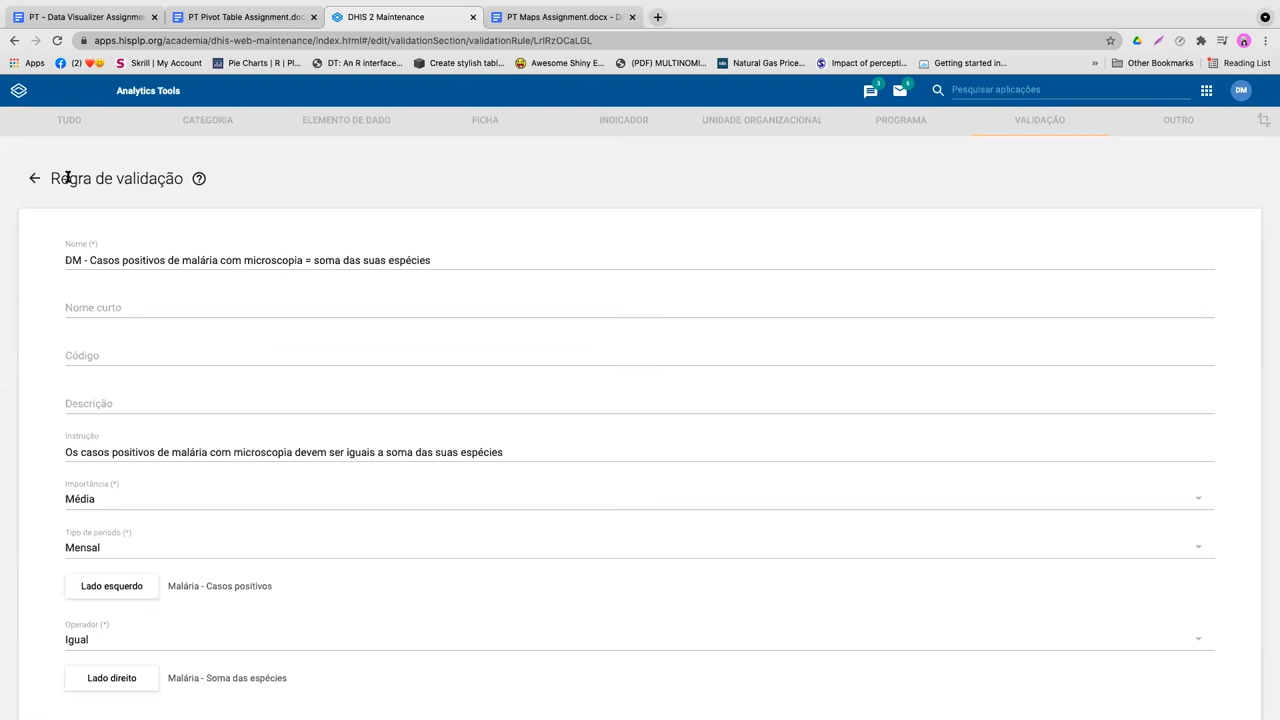 PT - Data Visualizer Assignme
PT Pivot Table Assignment.doc
DHIS 2 Maintenance
PT Maps Assignment.docx - D
apps.hisplp.org/academia/dhis-web-maintenance/index.html#/edit/validationSection/validationRule/LrlRzOCaLGL
Apps
(2)
Skrill | My Account
Pie Charts | R | Pl...
DT: An R interface...
Create stylish tabl...
Awesome Shiny E...
(PDF) MULTINOMI...
Natural Gas Price...
Impact of percepti...
Getting started in...
»
Other Bookmarks
Reading List
Analytics Tools
3
6
Pesquisar aplicações
DM
TUDO
CATEGORIA
ELEMENTO DE DADO
FICHA
INDICADOR
UNIDADE ORGANIZACIONAL
PROGRAMA
VALIDAÇÃO
OUTRO
Regra de validação
Nome (*)
DM - Casos positivos de malária com microscopia = soma das suas espécies
Nome curto
Código
Descrição
Instrução
Os casos positivos de malária com microscopia devem ser iguais a soma das suas espécies
Importância (*)
Média
Tipo de periodo (*)
Mensal
Lado esquerdo
Malária - Casos positivos
Operador (*)
Igual
Lado direito
Malária - Soma das espécies